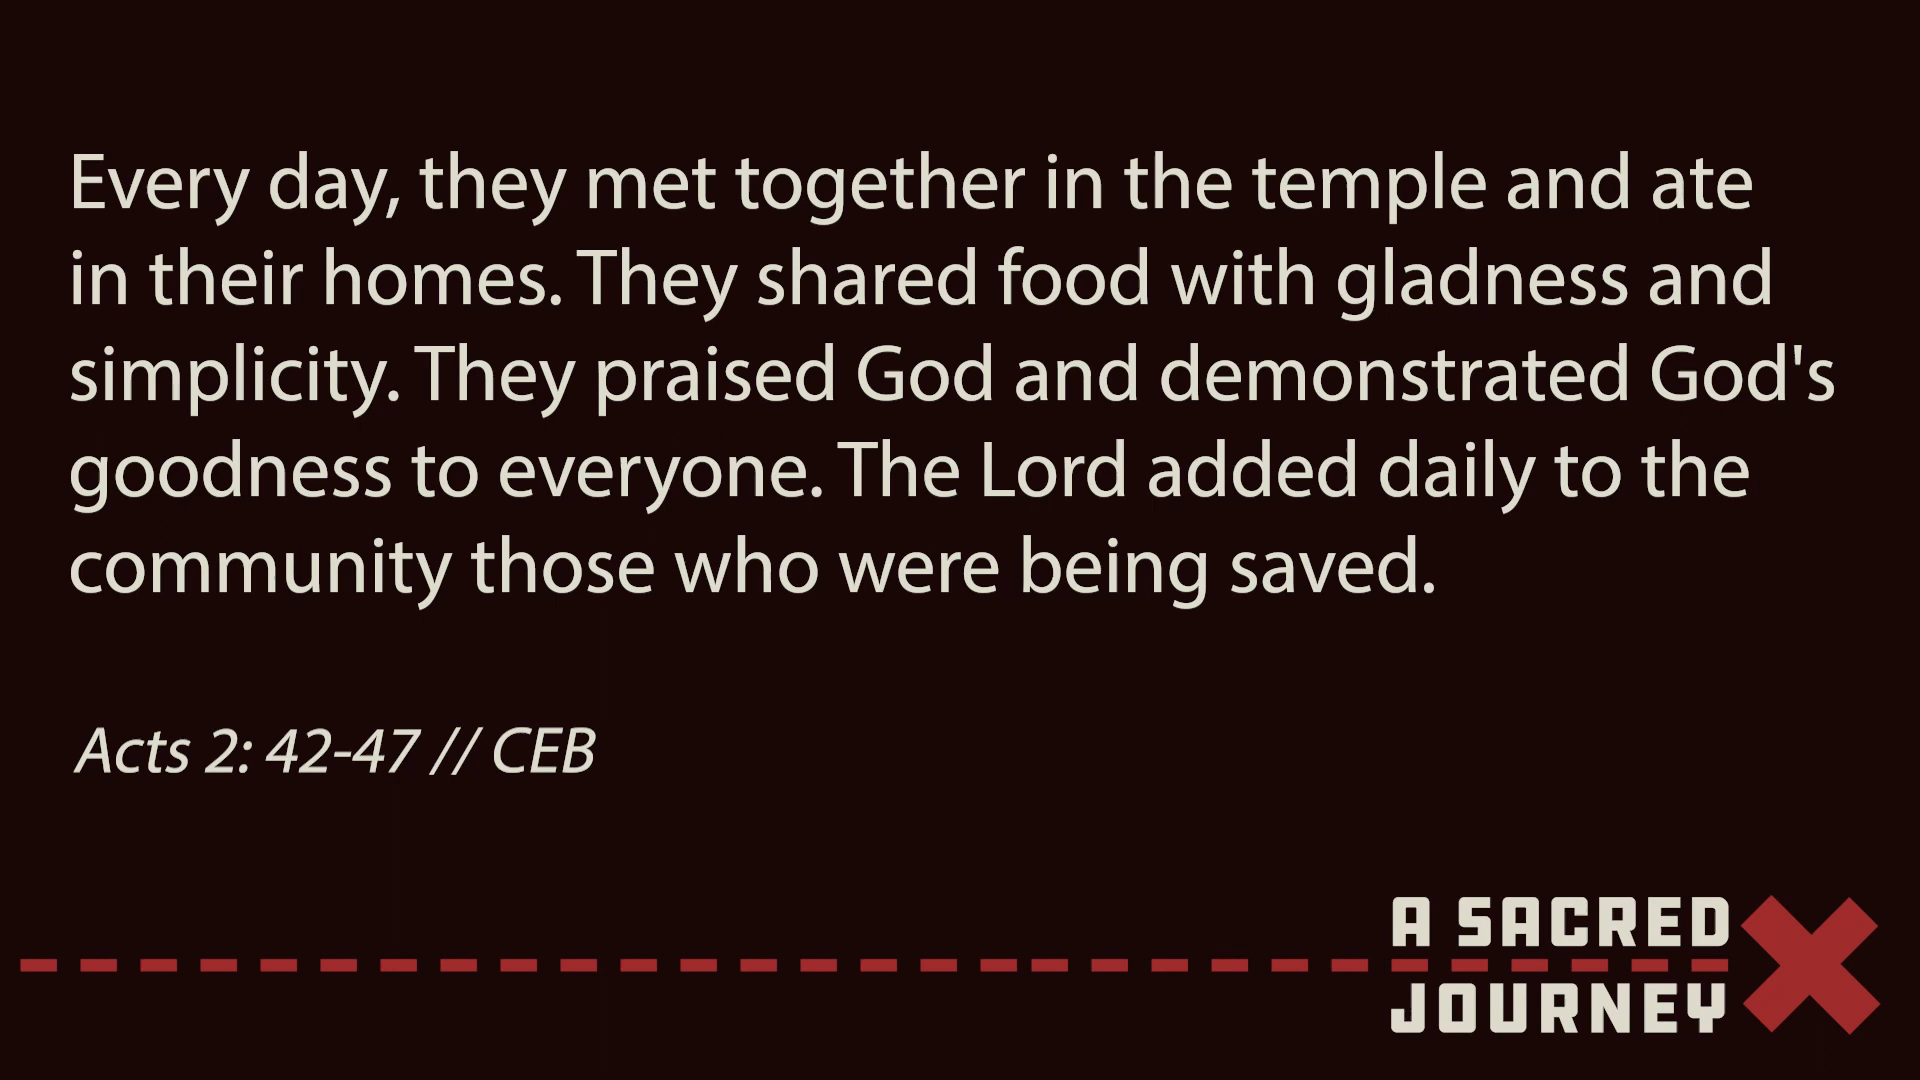 Every day, they met together in the temple and ate
in their homes. They shared food with gladness and
simplicity. They praised God and demonstrated God's
goodness to everyone. The Lord added daily to the
community those who were being saved.
Acts 2: 42-47 // CEB
A SACRED
JOURNEY